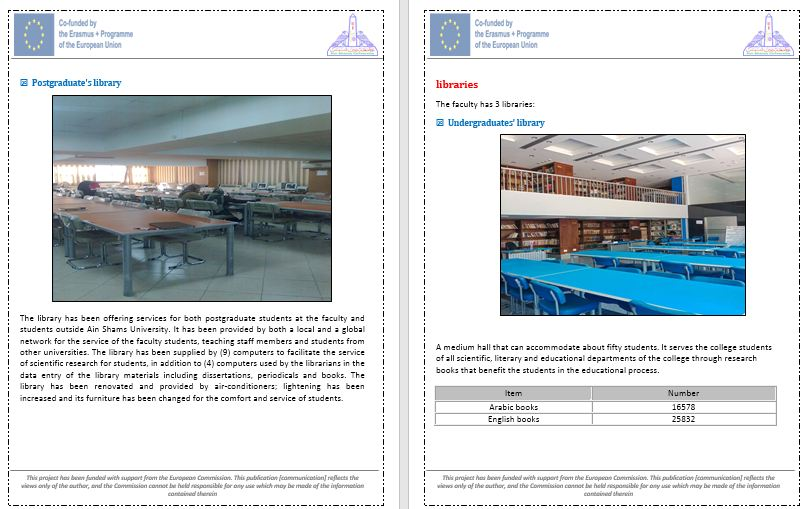 Co-funded by
the Erasmus + Programme
of the European Union
Postgraduate's library
The library has been offering services for both postgraduate students at the faculty and
students outside Ain Shams University. It has been provided by both a local and a global
network for the service of the faculty students, teaching staff members and students from
other universities. The library has been supplied by (9) computers to facilitate the service
of scientific research for students, in addition to (4) computers used by the librarians in the
data entry of the library materials including dissertations, periodicals and books. The
library has been renovated and provided by air-conditioners; lightening has been
increased and its furniture has been changed for the comfort and service of students.
This project has been funded with support from the European Commission. This publication [communication] reflects the
views only of the author, and the Commission cannot be held responsible for any use which may be made of the information
contained therein
Co-funded by
the Erasmus + Programme
of the European Union
libraries
The faculty has 3 libraries:
Undergraduates' library
A medium hall that can accommodate about fifty students. It serves the college students
of all scientific, literary and educational departments of the college through research
books that benefit the students in the educational process.
Item Number
Arabic books 16578
English books 25832
This project has been funded with support from the European Commission. This publication [communication] reflects the
views only of the author, and the Commission cannot be held responsible for any use which may be made of the information
contained therein